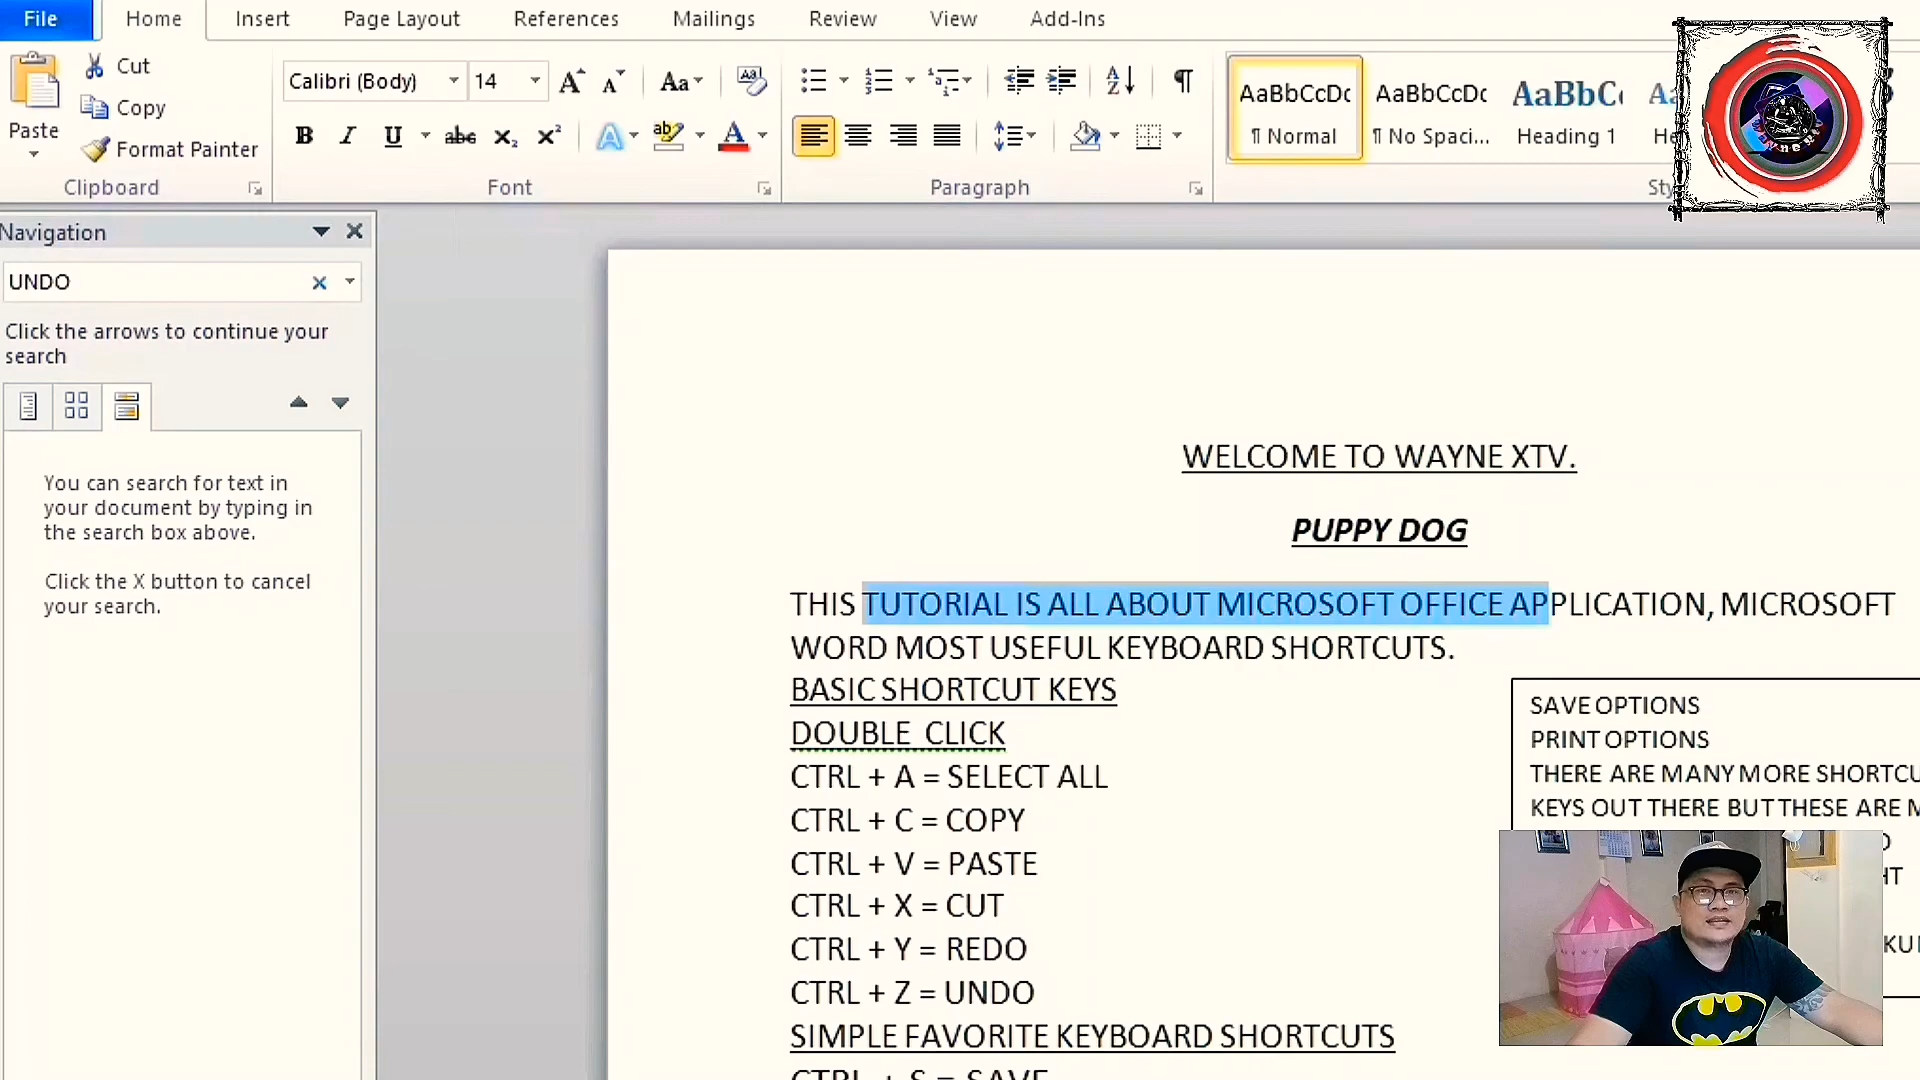 File Home Insert Page Layout References Mailings Review View Add-Ins
Cut
Copy
Paste
Format Painter
Clipboard
Calibri (Body) 14
Font
Paragraph
AaBbCcDc AaBbCcDc AaBbC
¶ Normal ¶ No Spaci... Heading 1
Navigation
UNDO
Click the arrows to continue your
search
You can search for text in
your document by typing in
the search box above.
Click the X button to cancel
your search.
WELCOME TO WAYNE XTV.
PUPPY DOG
THIS TUTORIAL IS ALL ABOUT MICROSOFT OFFICE APPLICATION, MICROSOFT
WORD MOST USEFUL KEYBOARD SHORTCUTS.
BASIC SHORTCUT KEYS
DOUBLE CLICK
CTRL + A = SELECT ALL
CTRL + C = COPY
CTRL + V = PASTE
CTRL + X = CUT
CTRL + Y = REDO
CTRL + Z = UNDO
SIMPLE FAVORITE KEYBOARD SHORTCUTS
CTRL + S = SAVE
SAVE OPTIONS
PRINT OPTIONS
THERE ARE MANY MORE SHORTCU
KEYS OUT THERE BUT THESE ARE M